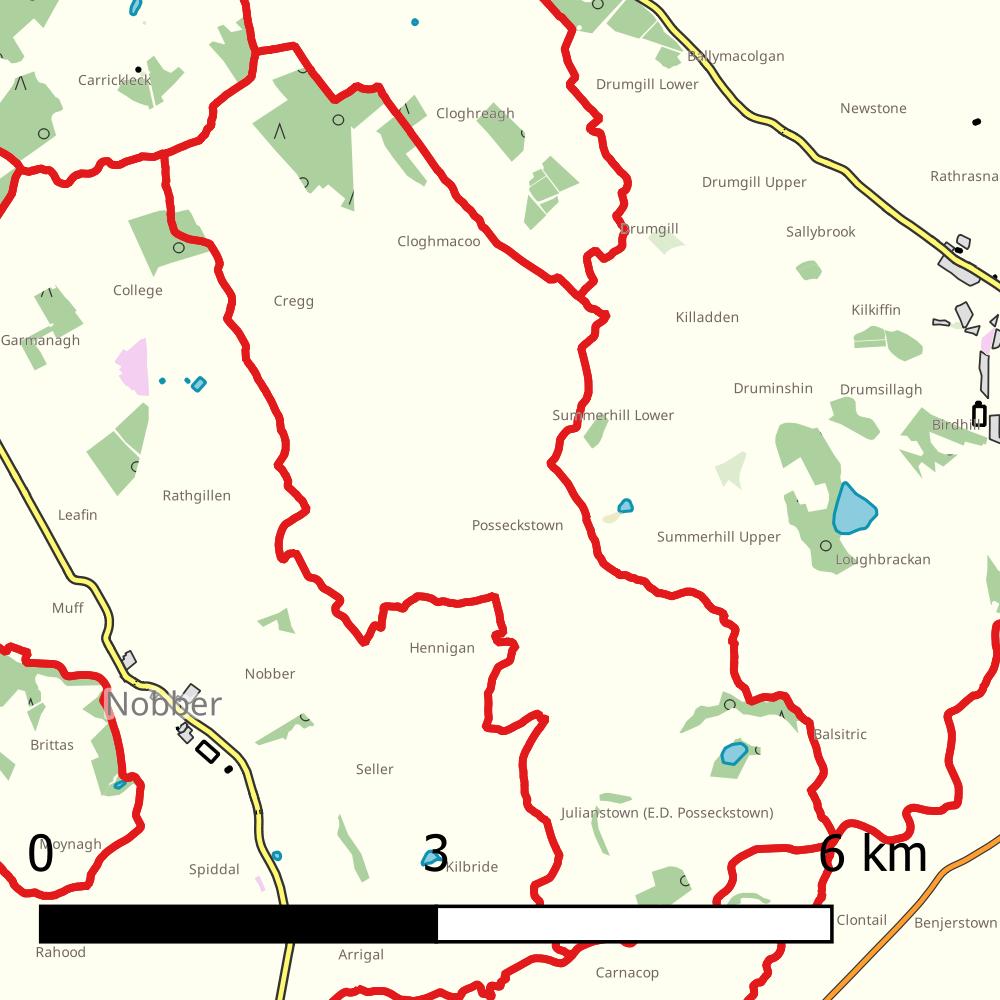 Ballymacolgan
Carrickleck
Drumgill Lower
Newstone
Cloghreagh
Rathrasna
Drumgill Upper
Drumgill
Sallybrook
Cloghmacoo
College
Cregg
Kilkiffin
Killadden
Garmanagh
Druminshin
Drumsillagh
Summerhill Lower
Birdhill
Rathgillen
Leafin
Posseckstown
Summerhill Upper
Loughbrackan
Muff
Hennigan
Nobber
Nobber
Balsitric
Brittas
Seller
Julianstown (E.D. Posseckstown)
Moynagh
0 3 6 km
Spiddal
Kilbride
Clontail
Benjerstown
Rahood
Arrigal
Carnacop